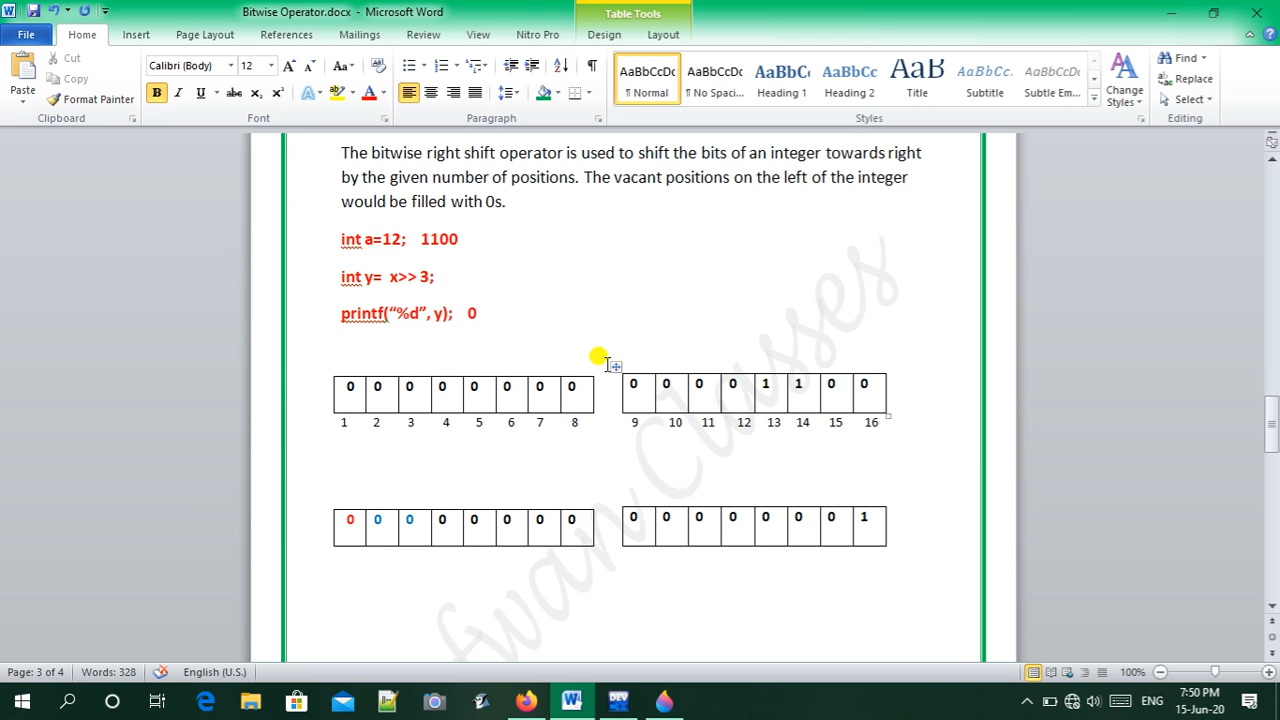 Bitwise Operator.docx - Microsoft Word
Table Tools
File Home Insert Page Layout References Mailings Review View Nitro Pro Design Layout
Paste
Cut
Copy
Format Painter
Clipboard
Calibri (Body) 12
Font
Paragraph
AaBbCcDc AaBbCcDc AaBbC AaBbCc AaB AaBbCcD AaBbCcDc
¶ Normal ¶ No Spaci... Heading 1 Heading 2 Title Subtitle Subtle Em...
Styles
Change Styles
Find
Replace
Select
Editing
The bitwise right shift operator is used to shift the bits of an integer towards right
by the given number of positions. The vacant positions on the left of the integer
would be filled with 0s.
int a=12; 1100
int y= x>> 3;
printf(“%d”, y); 0
0 0 0 0 0 0 0 0 0 0 0 0 1 1 0 0
1 2 3 4 5 6 7 8 9 10 11 12 13 14 15 16
0 0 0 0 0 0 0 0 0 0 0 0 0 0 0 1
fwan Classes
Page: 3 of 4 Words: 328 English (U.S.) 100%
DEV
ENG
7:50 PM
15-Jun-20